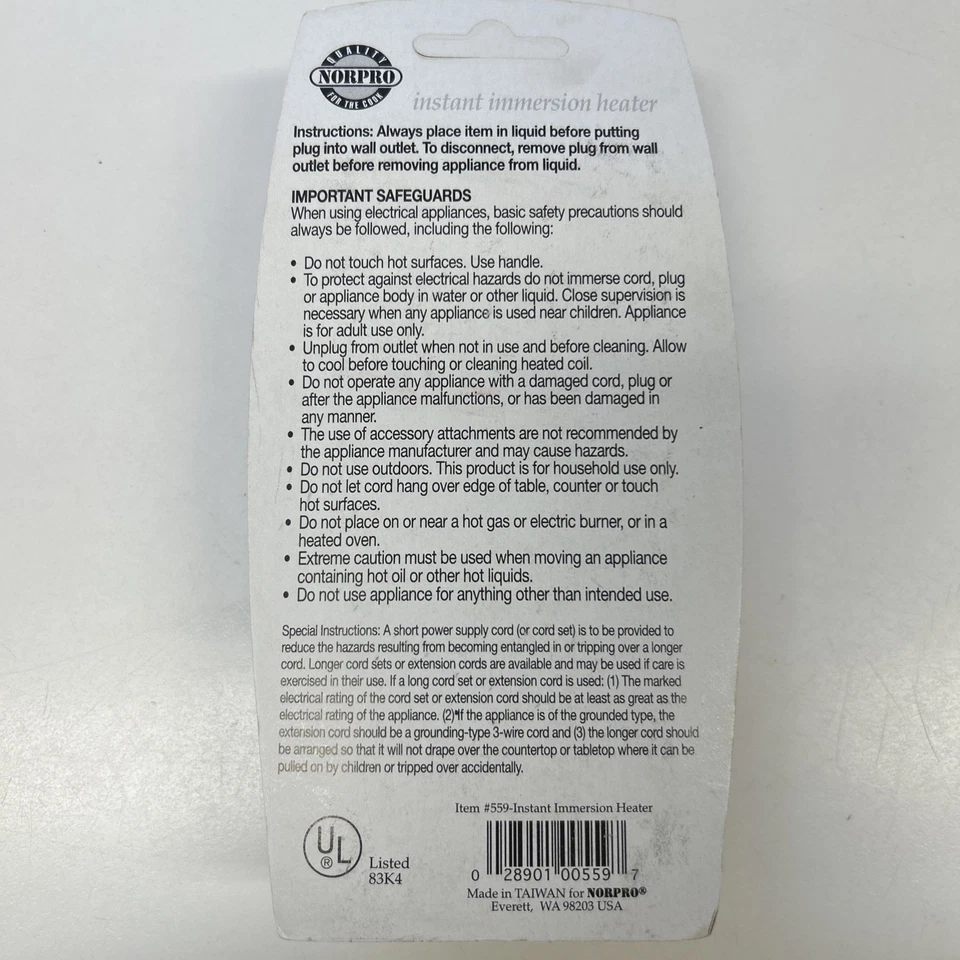 QUALITY
NORPRO
FOR THE COOK
instant immersion heater
Instructions: Always place item in liquid before putting
plug into wall outlet. To disconnect, remove plug from wall
outlet before removing appliance from liquid.
IMPORTANT SAFEGUARDS
When using electrical appliances, basic safety precautions should
always be followed, including the following:
• Do not touch hot surfaces. Use handle.
• To protect against electrical hazards do not immerse cord, plug
or appliance body in water or other liquid. Close supervision is
necessary when any appliance is used near children. Appliance
is for adult use only.
• Unplug from outlet when not in use and before cleaning. Allow
to cool before touching or cleaning heated coil.
• Do not operate any appliance with a damaged cord, plug or
after the appliance malfunctions, or has been damaged in
any manner.
• The use of accessory attachments are not recommended by
the appliance manufacturer and may cause hazards.
• Do not use outdoors. This product is for household use only.
• Do not let cord hang over edge of table, counter or touch
hot surfaces.
• Do not place on or near a hot gas or electric burner, or in a
heated oven.
• Extreme caution must be used when moving an appliance
containing hot oil or other hot liquids.
• Do not use appliance for anything other than intended use.
Special Instructions: A short power supply cord (or cord set) is to be provided to
reduce the hazards resulting from becoming entangled in or tripping over a longer
cord. Longer cord sets or extension cords are available and may be used if care is
exercised in their use. If a long cord set or extension cord is used: (1) The marked
electrical rating of the cord set or extension cord should be at least as great as the
electrical rating of the appliance. (2) If the appliance is of the grounded type, the
extension cord should be a grounding-type 3-wire cord and (3) the longer cord should
be arranged so that it will not drape over the countertop or tabletop where it can be
pulled on by children or tripped over accidentally.
Item #559-Instant Immersion Heater
UL ®
Listed
83K4
0 28901 00559 7
Made in TAIWAN for NORPRO®
Everett, WA 98203 USA